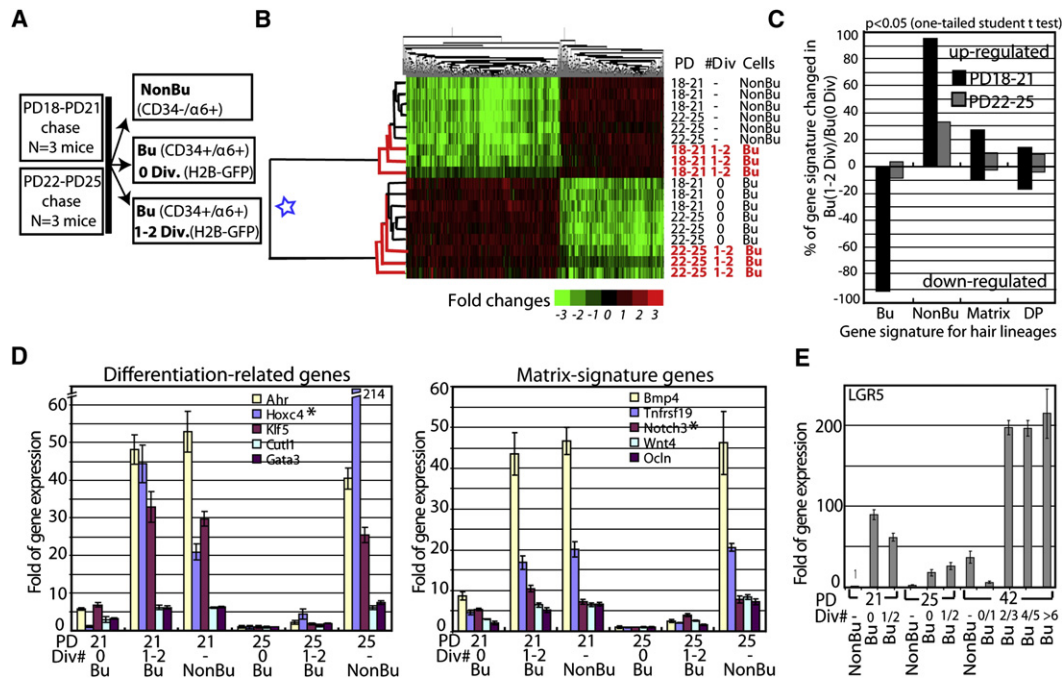 A
PD18-PD21
chase
N=3 mice
PD22-PD25
chase
N=3 mice
NonBu
(CD34-/α6+)
Bu (CD34+/α6+)
0 Div. (H2B-GFP)
Bu (CD34+/α6+)
1-2 Div.(H2B-GFP)
B
PD #Div Cells
18-21 - NonBu
18-21 - NonBu
18-21 - NonBu
22-25 - NonBu
22-25 - NonBu
22-25 - NonBu
18-21 1-2 Bu
18-21 1-2 Bu
18-21 1-2 Bu
18-21 0 Bu
18-21 0 Bu
18-21 0 Bu
22-25 0 Bu
22-25 0 Bu
22-25 0 Bu
22-25 1-2 Bu
22-25 1-2 Bu
22-25 1-2 Bu
Fold changes
-3 -2 -1 0 1 2 3
C
p<0.05 (one-tailed student t test)
% of gene signature changed in
Bu(1-2 Div)/Bu(0 Div)
100
80
60
40
20
0
-20
-40
-60
-80
-100
up-regulated
PD18-21
PD22-25
down-regulated
Bu NonBu Matrix DP
Gene signature for hair lineages
D
Differentiation-related genes
Fold of gene expression
60
50
40
30
20
10
0
Ahr
Hoxc4 *
Klf5
Cutl1
Gata3
214
PD 21 21 21 25 25 25
Div# 0 1-2 - 0 1-2 -
Bu Bu NonBu Bu Bu NonBu
Matrix-signature genes
Fold of gene expression
60
50
40
30
20
10
0
Bmp4
Tnfrsf19
Notch3*
Wnt4
Ocln
PD 21 21 21 25 25 25
Div# 0 1-2 - 0 1-2 -
Bu Bu NonBu Bu Bu NonBu
E
LGR5
Fold of gene expression
200
100
0
1
PD 21 25 42
Div# - 0 1/2 - 0 1/2 - 0/1 2/3 4/5 >6
NonBu Bu Bu NonBu Bu Bu NonBu Bu Bu Bu Bu